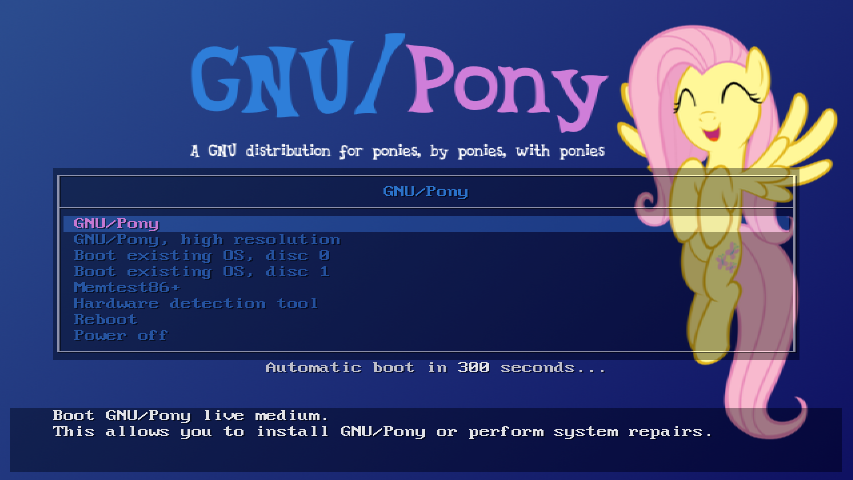 GNU/Pony
A GNU distribution for ponies, by ponies, with ponies
GNU/Pony
GNU/Pony
GNU/Pony, high resolution
Boot existing OS, disc 0
Boot existing OS, disc 1
Memtest86+
Hardware detection tool
Reboot
Power off
Automatic boot in 300 seconds...
Boot GNU/Pony live medium.
This allows you to install GNU/Pony or perform system repairs.